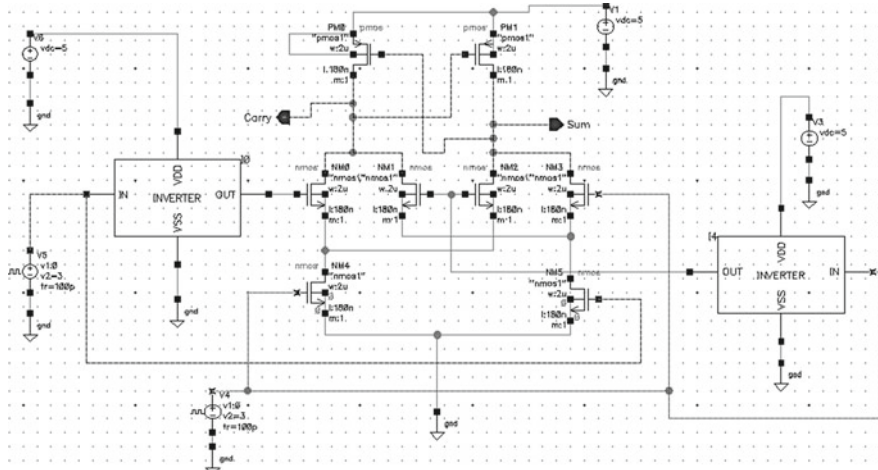 V6
vdc=5
gnd
PM0
pmos
"pmos1"
w:2u
l:180n
m:1
PM1
pmos
"pmos1"
w:2u
l:180n
m:1
V1
vdc=5
gnd
Carry
Sum
V3
vdc=5
gnd
VDD
IN
INVERTER
OUT
VSS
gnd
NM0
nmos
"nmos1"
w:2u
l:180n
m:1
NM1
nmos
"nmos1"
w:2u
l:180n
m:1
NM2
"nmos1"
w:2u
l:180n
m:1
NM3
nmos
"nmos1"
w:2u
l:180n
m:1
V5
v1:0
v2=3.
tr=100p
gnd
NM4
nmos
"nmos1"
w:2u
l:180n
m:1
NM5
nmos
"nmos1"
w:2u
l:180n
m:1
I4
VDD
OUT
INVERTER
IN
VSS
gnd
V4
v1:0
v2=3.
tr=100p
gnd
gnd